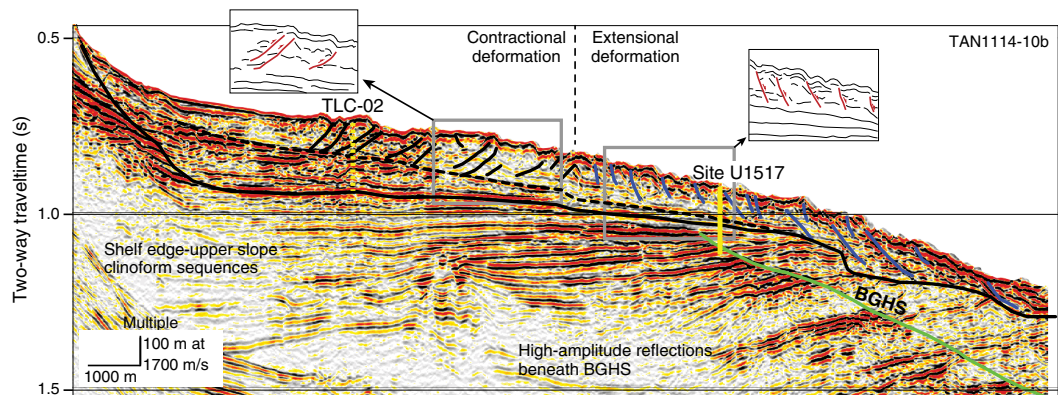 Contractional
deformation
Extensional
deformation
TAN1114-10b
0.5
TLC-02
Site U1517
Two-way traveltime (s)
1.0
Shelf edge-upper slope
clinoform sequences
BGHS
Multiple
100 m at
1700 m/s
1000 m
High-amplitude reflections
beneath BGHS
1.5